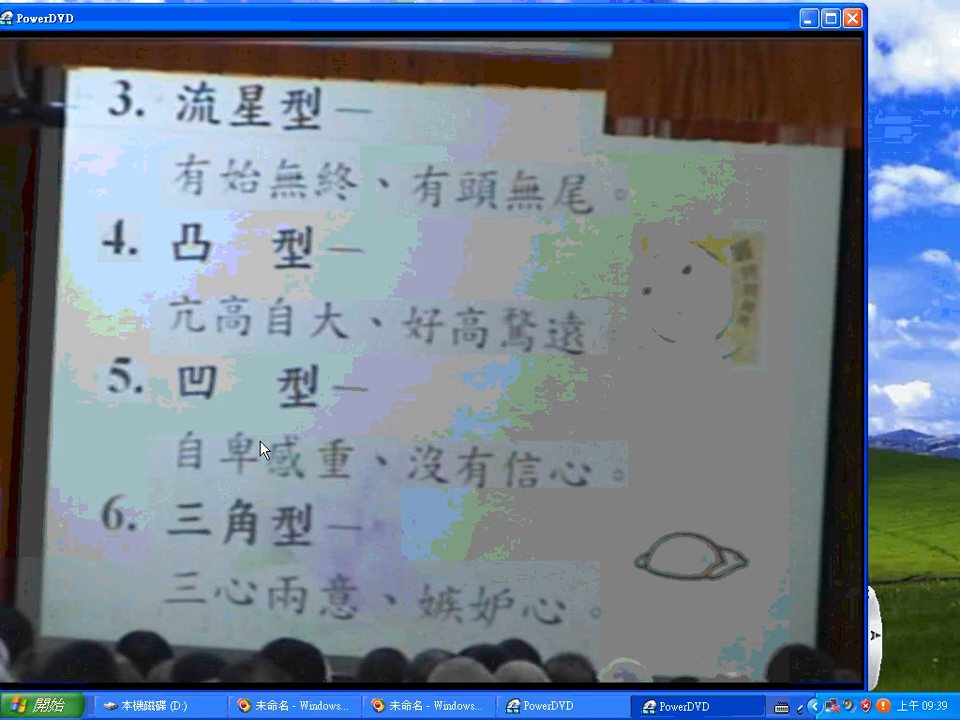 PowerDVD
3. 流星型—
有始無終、有頭無尾。
4. 凸 型—
亢高自大、好高騖遠
5. 凹 型—
自卑感重、沒有信心。
6. 三角型—
三心兩意、嫉妒心。
開始
本機磁碟 (D:)
未命名 - Windows...
未命名 - Windows...
PowerDVD
PowerDVD
上午 09:39